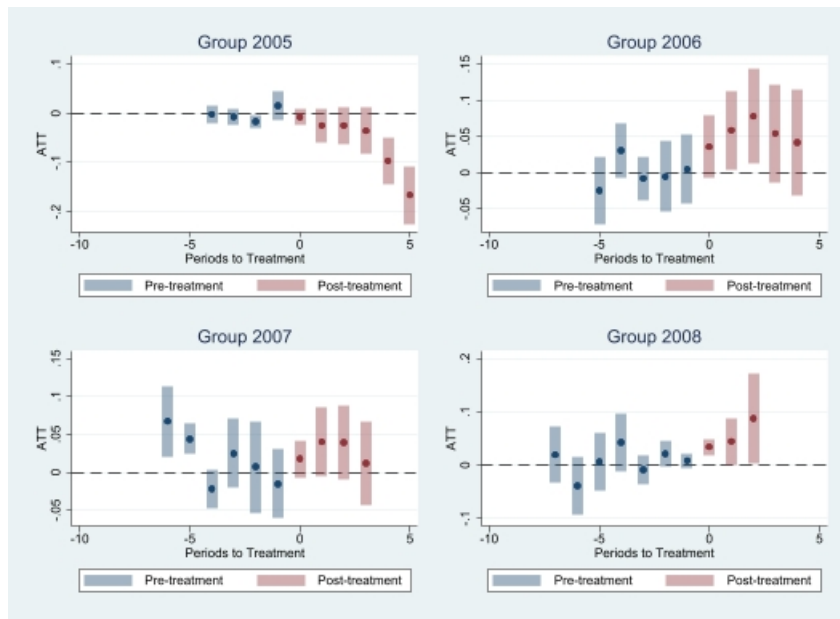 Group 2005
.1
0
-.1
-.2
ATT
-10
-5
0
5
Periods to Treatment
Pre-treatment
Post-treatment
Group 2006
.15
.1
.05
0
-.05
ATT
-10
-5
0
5
Periods to Treatment
Pre-treatment
Post-treatment
Group 2007
.15
.1
.05
0
-.05
ATT
-10
-5
0
5
Periods to Treatment
Pre-treatment
Post-treatment
Group 2008
.2
.1
0
-.1
ATT
-10
-5
0
5
Periods to Treatment
Pre-treatment
Post-treatment